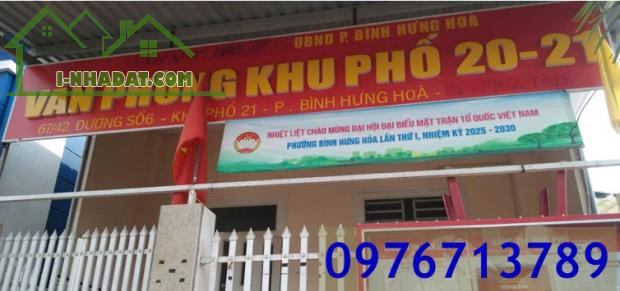 UBND P. BÌNH HƯNG HOÀ
I-NHADAT.COM
VĂN PHÒNG KHU PHỐ 20-21
67/42 ĐƯỜNG SỐ6 - KHU PHỐ 21 - P. BÌNH HƯNG HOÀ -
NHIỆT LIỆT CHÀO MỪNG ĐẠI HỘI ĐẠI BIỂU MẶT TRẬN TỔ QUỐC VIỆT NAM
PHƯỜNG BÌNH HƯNG HÒA LẦN THỨ I, NHIỆM KỲ 2025 - 2030
0976713789